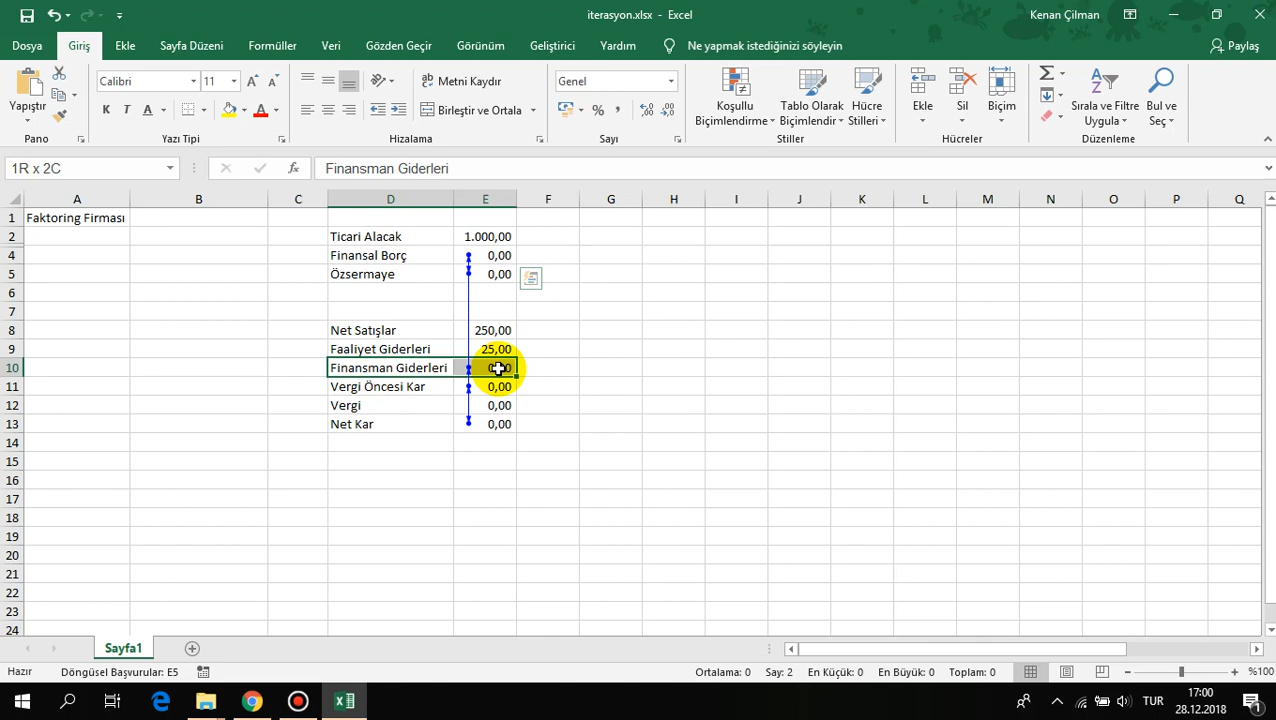 iterasyon.xlsx - Excel
Kenan Çilman
Dosya Giriş Ekle Sayfa Düzeni Formüller Veri Gözden Geçir Görünüm Geliştirici Yardım Ne yapmak istediğinizi söyleyin Paylaş
Yapıştır
Calibri 11
K T A
A A
Metni Kaydır
Birleştir ve Ortala
Genel
%
Koşullu Biçimlendirme
Tablo Olarak Biçimlendir
Hücre Stilleri
Ekle
Sil
Biçim
Sırala ve Filtre Uygula
Bul ve Seç
Pano Yazı Tipi Hizalama Sayı Stiller Hücreler Düzenleme
1R x 2C fx Finansman Giderleri
A B C D E F G H I J K L M N O P Q
1 Faktoring Firması
2 Ticari Alacak 1.000,00
4 Finansal Borç 0,00
5 Özsermaye 0,00
6
7
8 Net Satışlar 250,00
9 Faaliyet Giderleri 25,00
10 Finansman Giderleri
11 Vergi Öncesi Kar 0,00
12 Vergi 0,00
13 Net Kar 0,00
14
15
16
17
18
19
20
21
22
23
24
Sayfa1
Hazır Döngüsel Başvurular: E5 Ortalama: 0 Say: 2 En Küçük: 0 En Büyük: 0 Toplam: 0 %100
TUR
17:00
28.12.2018
1